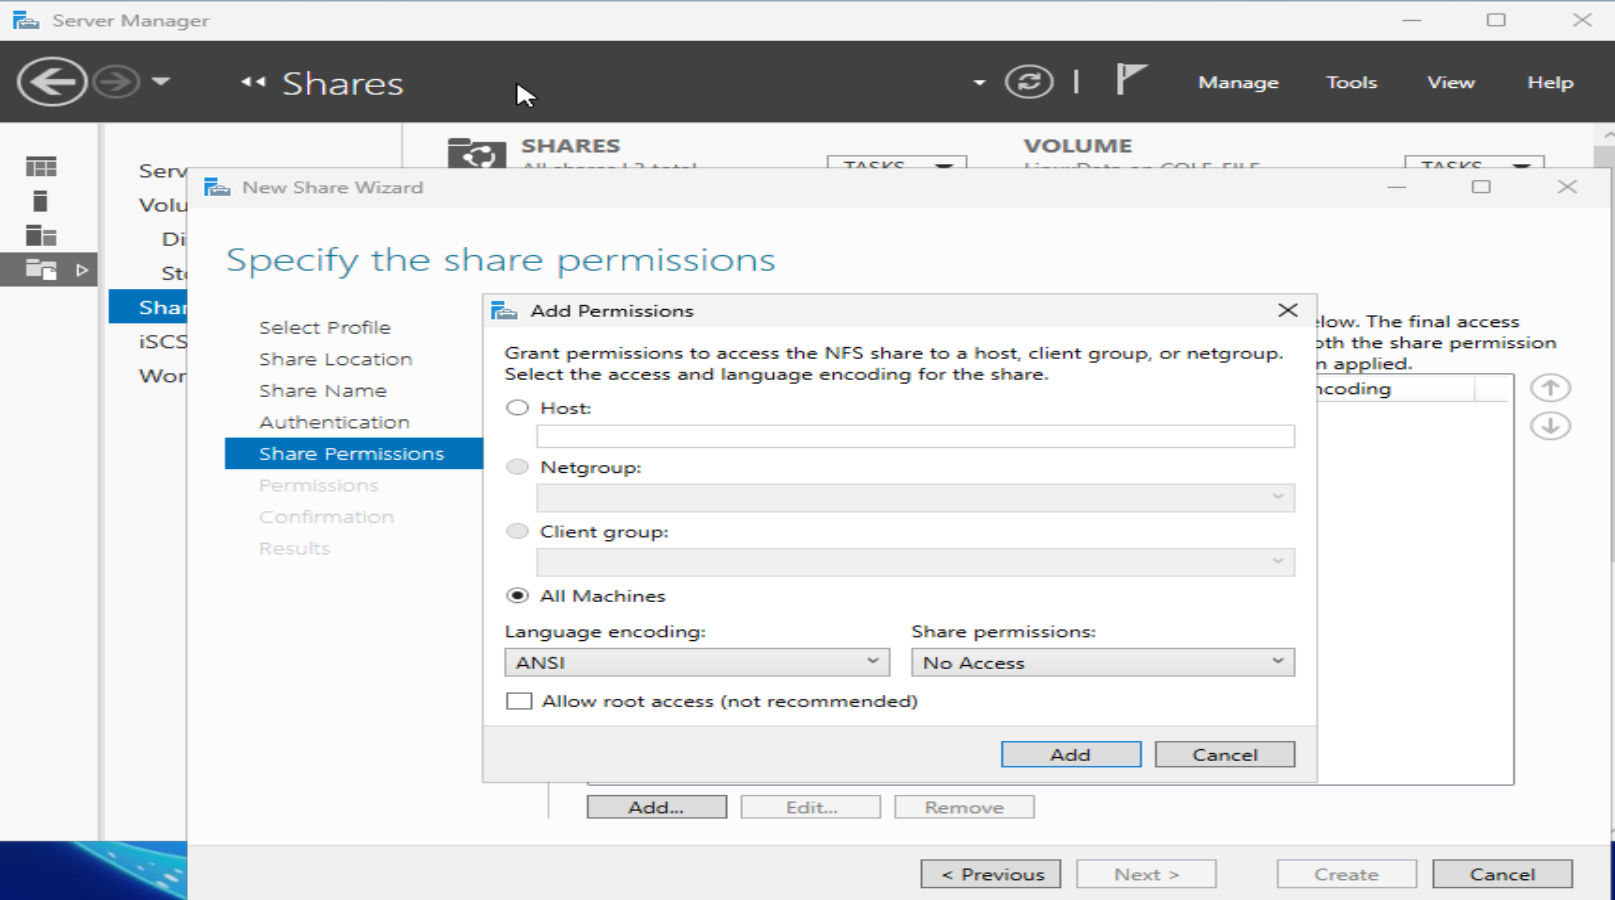 Server Manager
Shares
Manage
Tools
View
Help
SHARES
TASKS
VOLUME
TASKS
Serv
Volu
Di
Sto
Shar
iSCS
Wor
New Share Wizard
Specify the share permissions
Select Profile
Share Location
Share Name
Authentication
Share Permissions
Permissions
Confirmation
Results
elow. The final access
oth the share permission
n applied.
ncoding
Add Permissions
Grant permissions to access the NFS share to a host, client group, or netgroup.
Select the access and language encoding for the share.
Host:
Netgroup:
Client group:
All Machines
Language encoding:
Share permissions:
ANSI
No Access
Allow root access (not recommended)
Add
Cancel
Add...
Edit...
Remove
< Previous
Next >
Create
Cancel